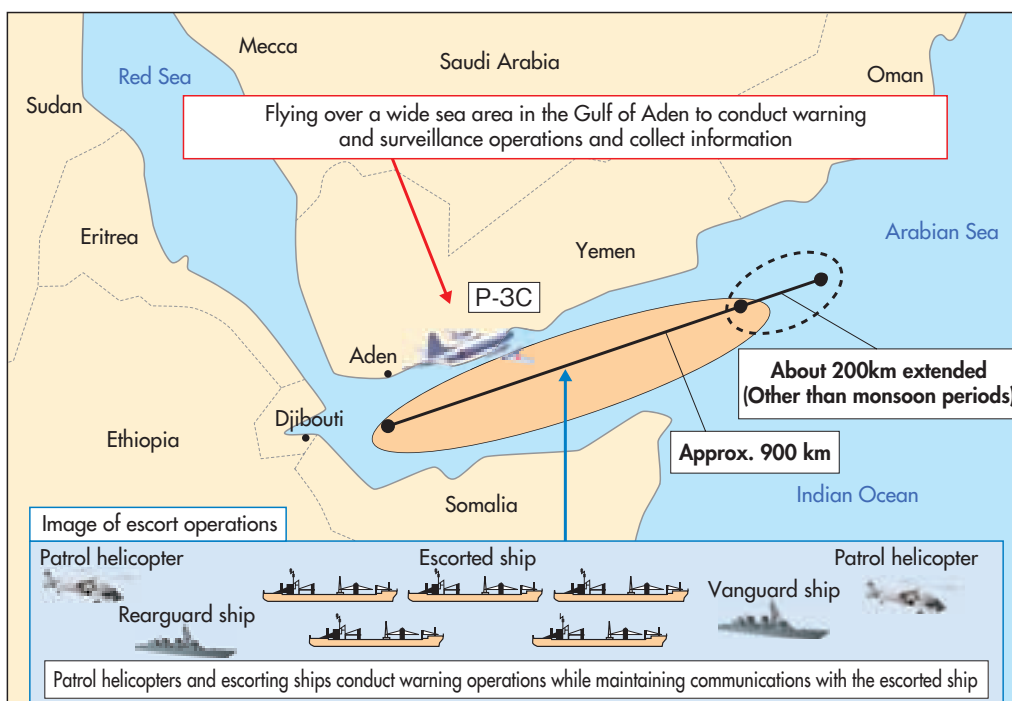 Mecca
Saudi Arabia
Red Sea
Oman
Sudan
Flying over a wide sea area in the Gulf of Aden to conduct warning
and surveillance operations and collect information
Arabian Sea
Eritrea
Yemen
P-3C
Aden
About 200km extended
(Other than monsoon periods)
Djibouti
Ethiopia
Approx. 900 km
Somalia
Indian Ocean
Image of escort operations
Patrol helicopter
Escorted ship
Patrol helicopter
Vanguard ship
Rearguard ship
Patrol helicopters and escorting ships conduct warning operations while maintaining communications with the escorted ship